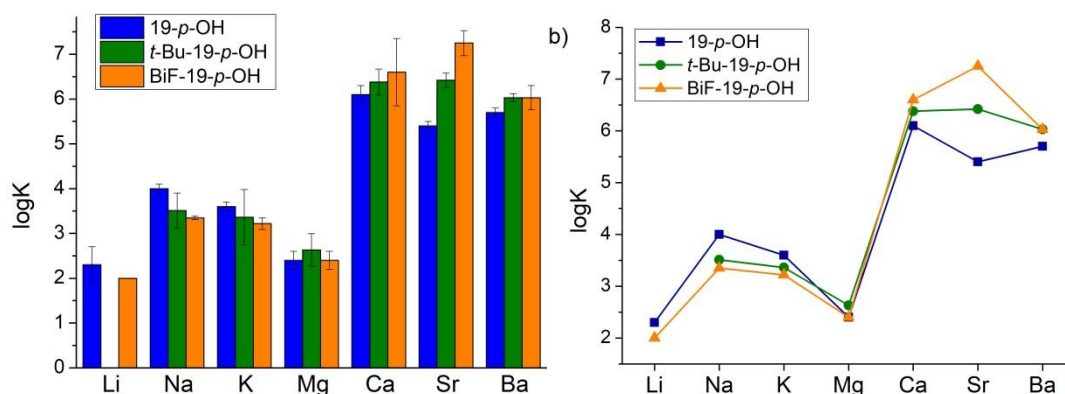 19-p-OH
t-Bu-19-p-OH
BiF-19-p-OH
logK
7
6
5
4
3
2
1
0
Li Na K Mg Ca Sr Ba
b)
19-p-OH
t-Bu-19-p-OH
BiF-19-p-OH
logK
8
7
6
5
4
3
2
Li Na K Mg Ca Sr Ba